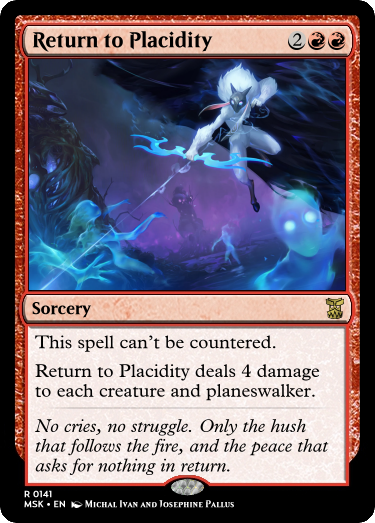 Return to Placidity 2
Sorcery
This spell can't be countered.
Return to Placidity deals 4 damage
to each creature and planeswalker.
No cries, no struggle. Only the hush
that follows the fire, and the peace that
asks for nothing in return.
R 0141
MSK • EN Michal Ivan and Josephine Pallus